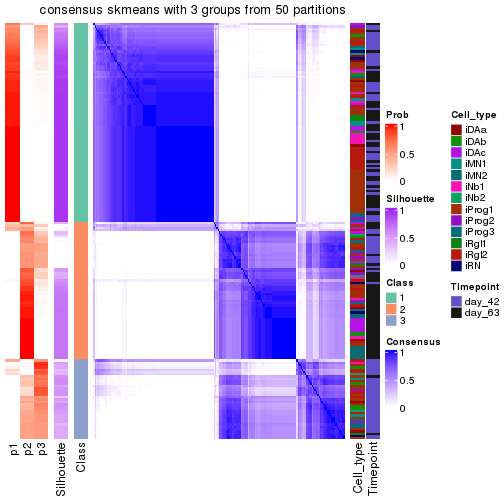 consensus skmeans with 3 groups from 50 partitions
Prob
1
0.5
0
Silhouette
1
0.5
0
Class
1
2
3
Consensus
1
0.5
0
Cell_type
iDAa
iDAb
iDAc
iMN1
iMN2
iNb1
iNb2
iProg1
iProg2
iProg3
iRgl1
iRgl2
iRN
Timepoint
day_42
day_63
p1
p2
p3
Silhouette
Class
Cell_type
Timepoint